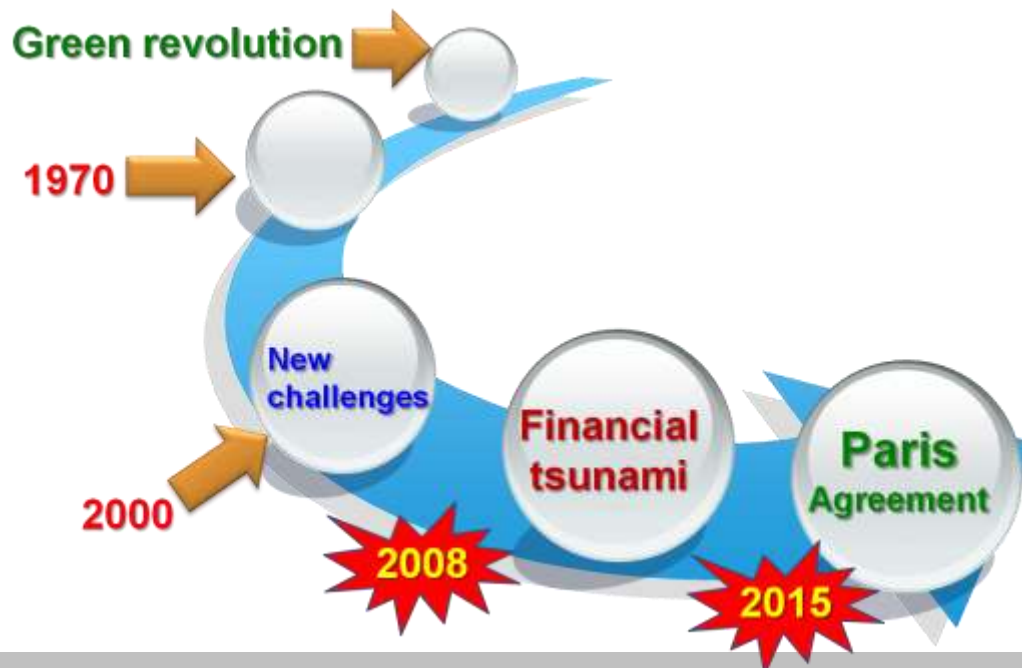 Green revolution
1970
New
challenges
2000
Financial
tsunami
2008
Paris
Agreement
2015